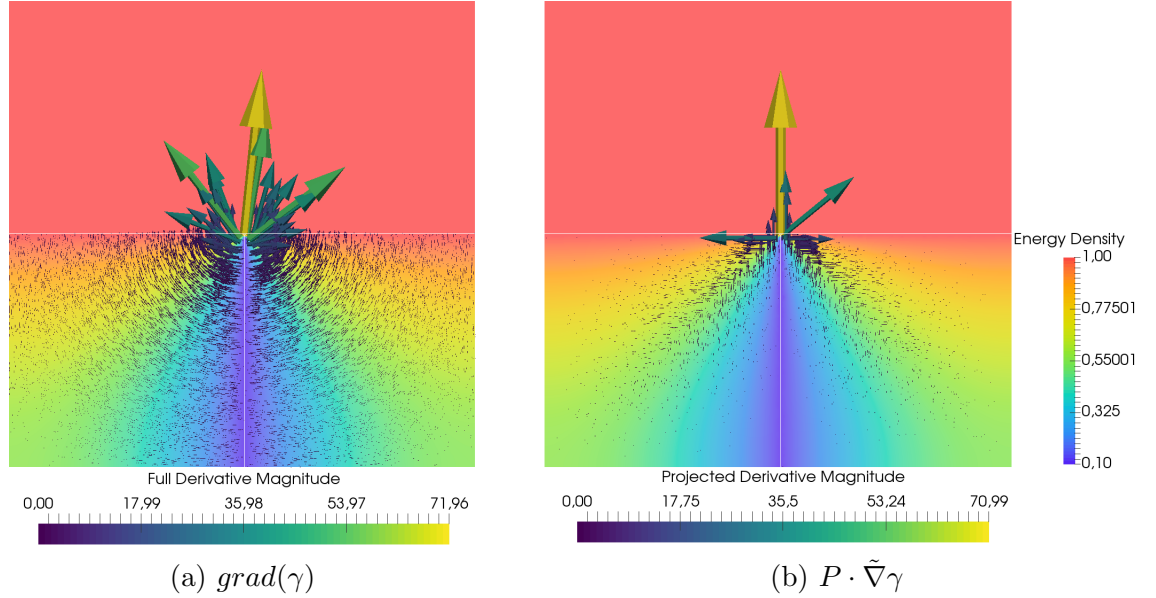 Energy Density
1,00
0,77501
0,55001
0,325
0,10
Full Derivative Magnitude
0,00 17,99 35,98 53,97 71,96
Projected Derivative Magnitude
0,00 17,75 35,5 53,24 70,99
(a) grad(γ)
(b) P · ∇̃γ